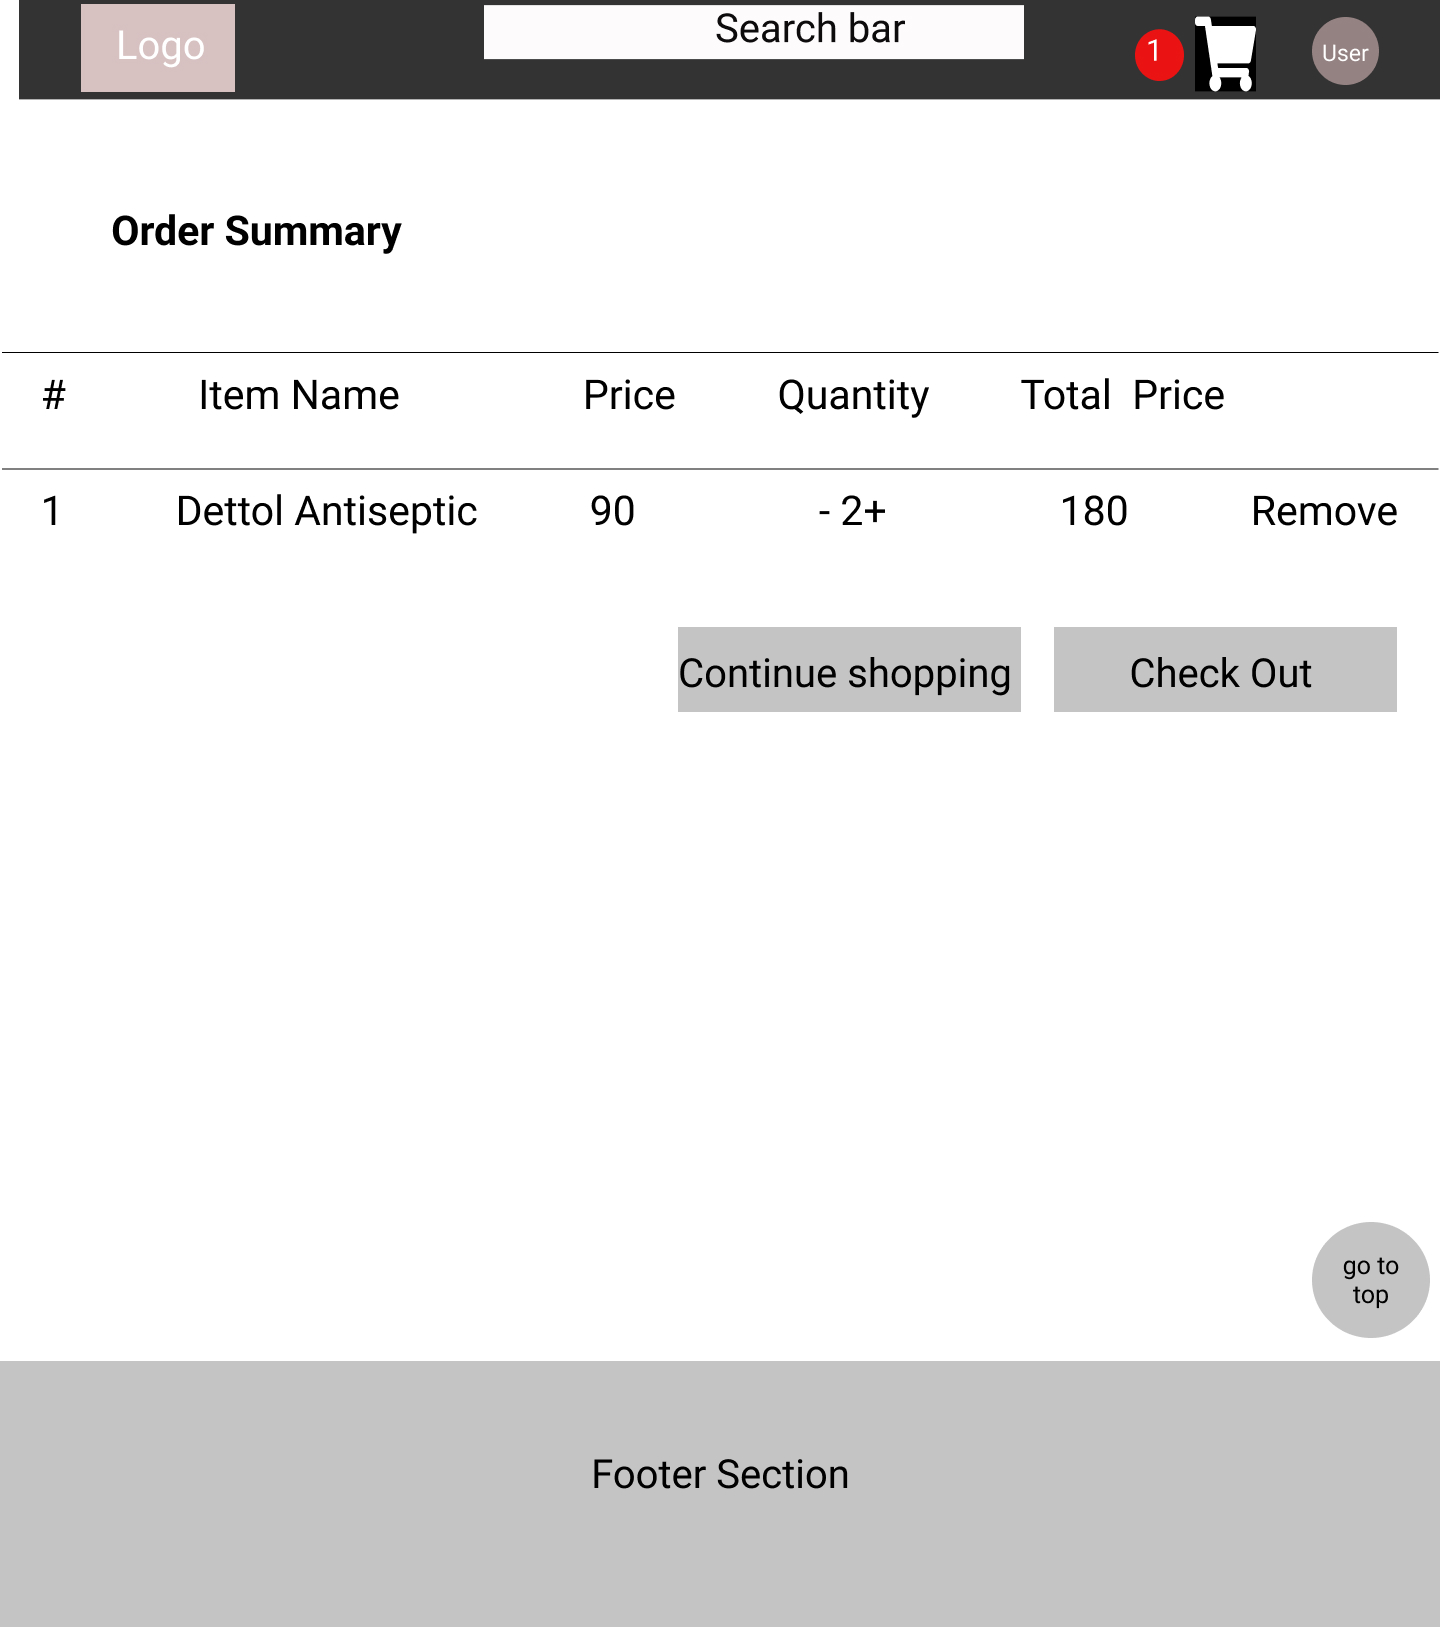 Logo
Search bar
1
User
Order Summary
# Item Name Price Quantity Total Price
1 Dettol Antiseptic 90 - 2+ 180 Remove
Continue shopping
Check Out
go to
top
Footer Section